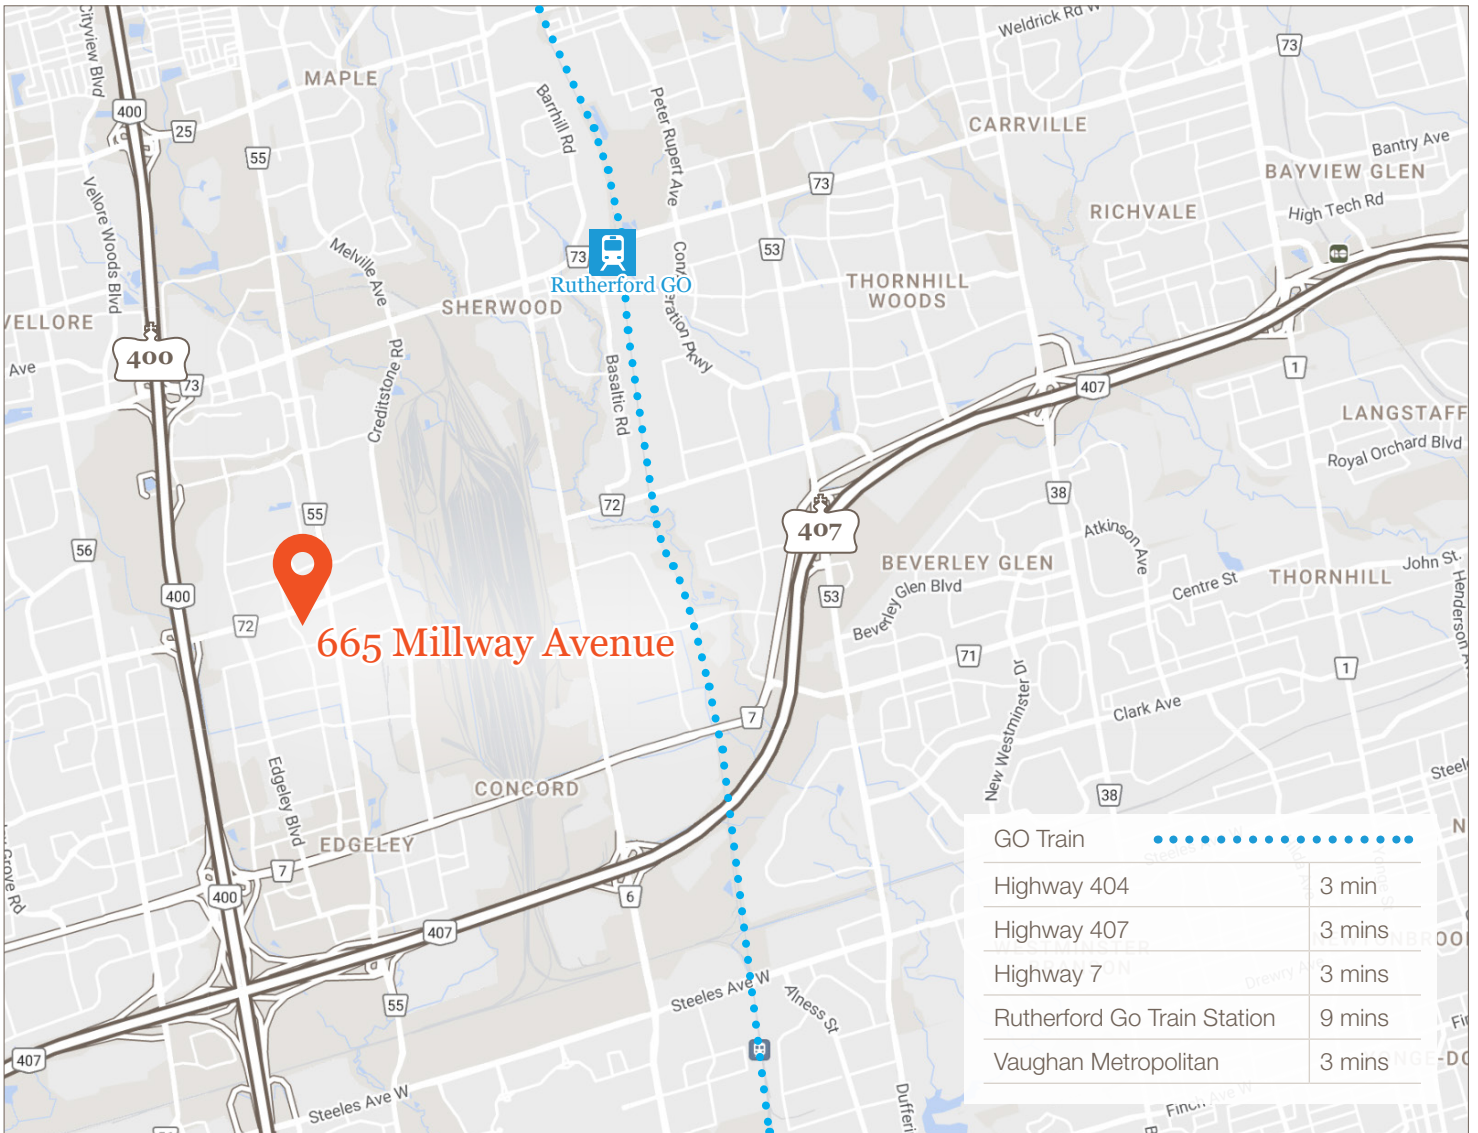 Cityview Blvd
MAPLE
Weldrick Rd W
73
400
25
55
Barrhill Rd
Peter Rupert Ave
CARRVILLE
Bantry Ave
BAYVIEW GLEN
73
High Tech Rd
RICHVALE
Vellore Woods Blvd
Melville Ave
73
53
Rutherford GO
THORNHILL
WOODS
SHERWOOD
VELLORE
400
Ave
73
Creditstone Rd
Basaltic Rd
407
1
LANGSTAFF
Royal Orchard Blvd
38
72
55
407
56
Atkinson Ave
BEVERLEY GLEN
Beverley Glen Blvd
Centre St
THORNHILL
John St.
400
53
72
665 Millway Avenue
71
1
New Westminster Dr
Clark Ave
7
Edgeley Blvd
CONCORD
38
EDGELEY
7
400
6
407
Steeles Ave W
Alness St
55
407
Steeles Ave W
GO Train
Highway 404 3 min
Highway 407 3 mins
Highway 7 3 mins
Rutherford Go Train Station 9 mins
Vaughan Metropolitan 3 mins
Drewry Ave
Finch Ave W